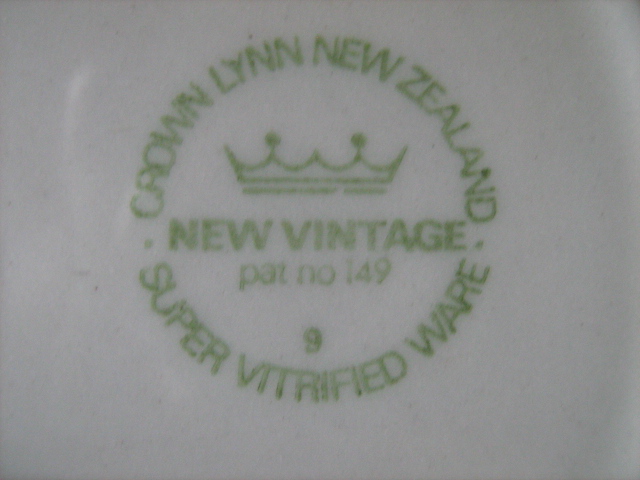 CROWN LYNN NEW ZEALAND
NEW VINTAGE
pat no 149
9
SUPER VITRIFIED WARE